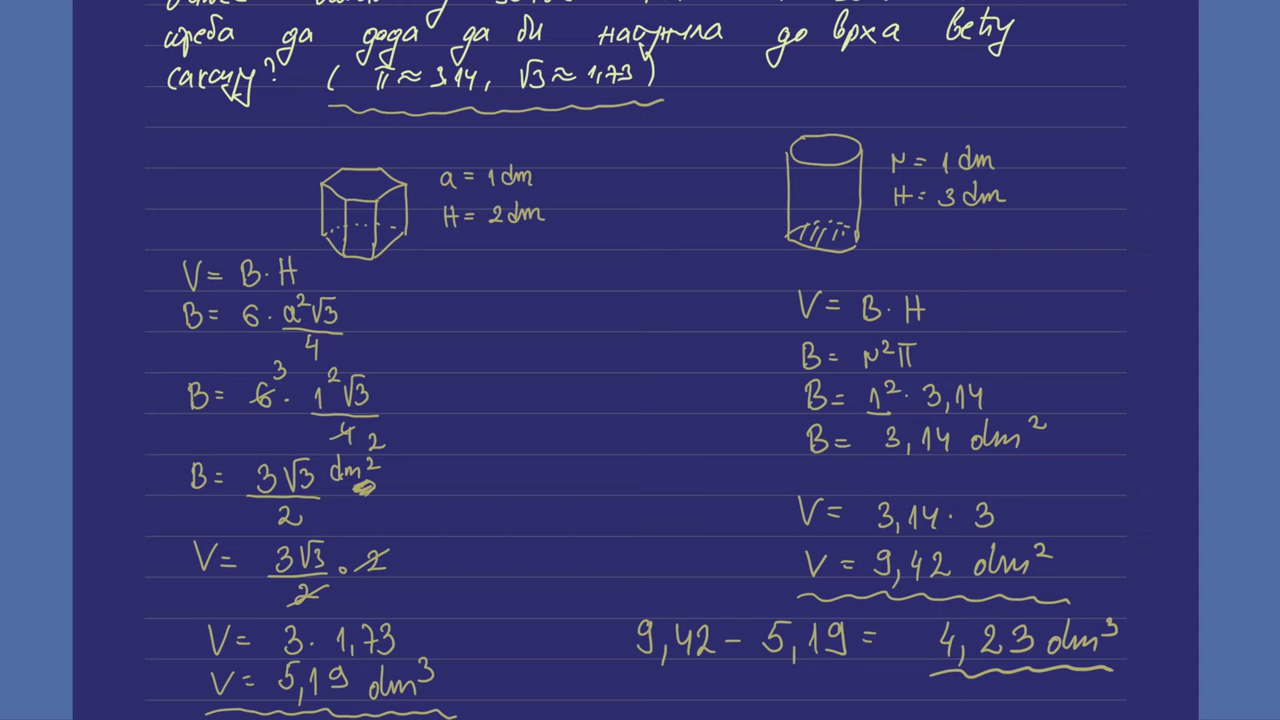 треба да дода да би напунила до врха већу
саксију? ( π ≈ 3.14, √3 ≈ 1,73 )
a = 1 dm
H = 2 dm
V = B · H
B = 6 · a²√3 / 4
B = 6 3 · 1²√3 / 4 2
B = 3√3 / 2 dm²
V = 3√3 / 2 · 2
V = 3 · 1,73
V = 5,19 dm³
r = 1 dm
H = 3 dm
V = B · H
B = r²π
B = 1² · 3,14
B = 3,14 dm²
V = 3,14 · 3
V = 9,42 dm²
9,42 − 5,19 = 4,23 dm³